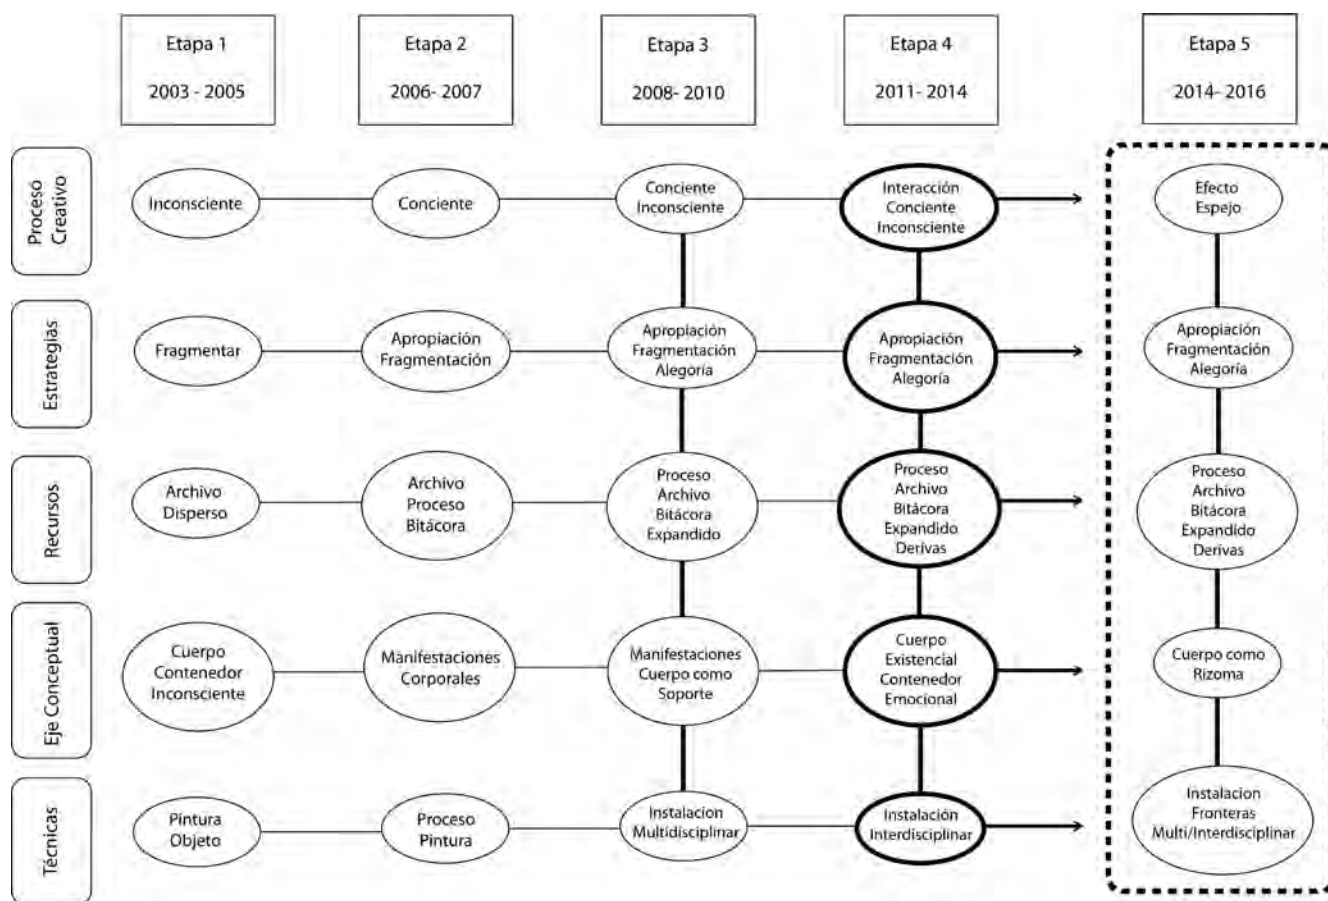 Etapa 1
2003 - 2005
Etapa 2
2006- 2007
Etapa 3
2008- 2010
Etapa 4
2011- 2014
Etapa 5
2014- 2016
Proceso
Creativo
Inconsciente
Conciente
Conciente
Inconsciente
Interacción
Conciente
Inconsciente
Efecto
Espejo
Estrategias
Fragmentar
Apropiación
Fragmentación
Apropiación
Fragmentación
Alegoría
Apropiación
Fragmentación
Alegoría
Apropiación
Fragmentación
Alegoría
Recursos
Archivo
Disperso
Archivo
Proceso
Bitácora
Proceso
Archivo
Bitácora
Expandido
Proceso
Archivo
Bitácora
Expandido
Derivas
Proceso
Archivo
Bitácora
Expandido
Derivas
Eje Conceptual
Cuerpo
Contenedor
Inconsciente
Manifestaciones
Corporales
Manifestaciones
Cuerpo como
Soporte
Cuerpo
Existencial
Contenedor
Emocional
Cuerpo como
Rizoma
Técnicas
Pintura
Objeto
Proceso
Pintura
Instalacion
Multidisciplinar
Instalación
Interdisciplinar
Instalacion
Fronteras
Multi/Interdisciplinar